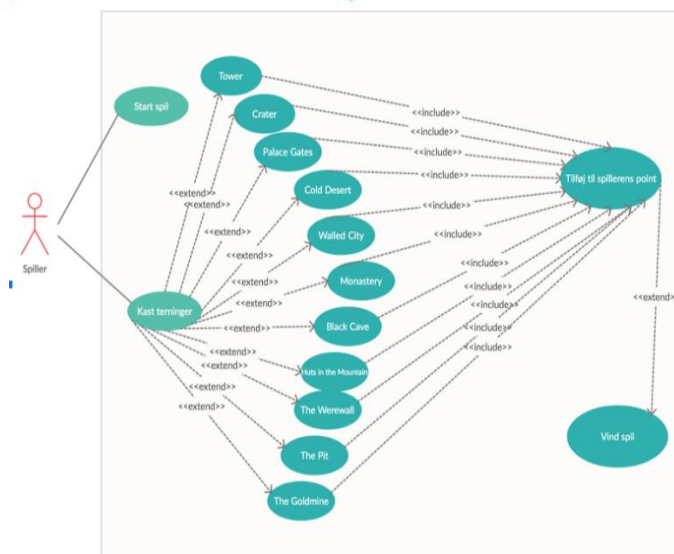 Tower
Start spil
Crater
<<include>>
<<include>>
Palace Gates
<<include>>
Tilføj til spillerens point
<<include>>
Cold Desert
<<extend>>
<<extend>>
<<include>>
Walled City
<<extend>>
<<include>>
Spiller
<<extend>>
<<include>>
Monastery
<<extend>>
<<include>>
<<extend>>
<<extend>>
<<include>>
Kast terninger
Black Cave
<<extend>>
<<include>>
<<include>>
<<extend>>
<<extend>>
Huts in the Mountain
<<extend>>
The Werewall
<<extend>>
Vind spil
The Pit
The Goldmine